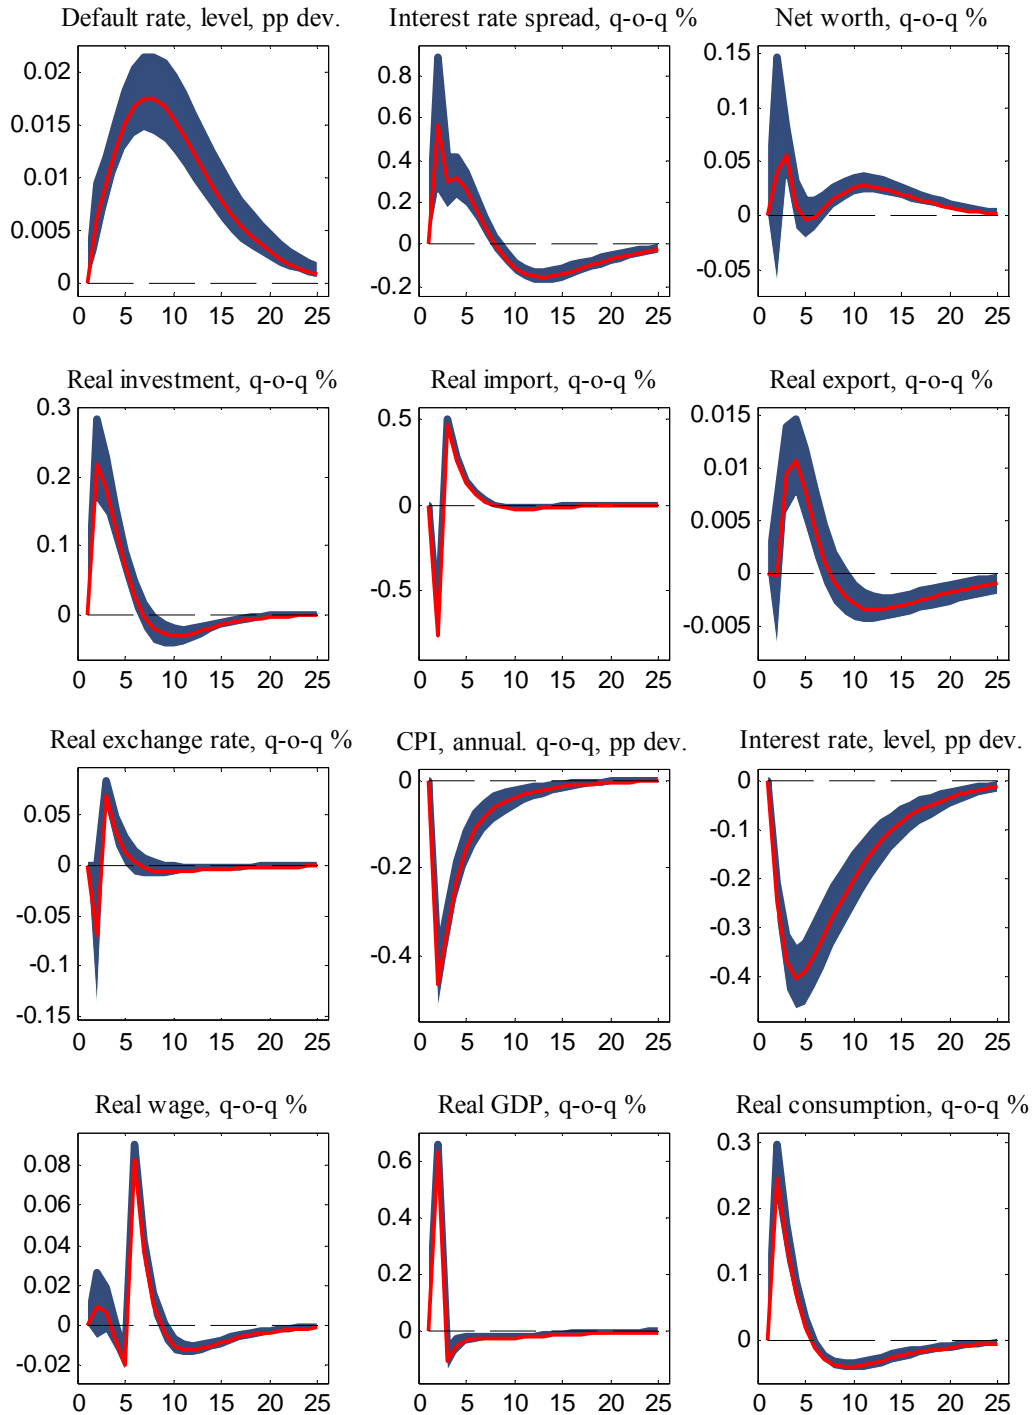 Default rate, level, pp dev.
Interest rate spread, q-o-q %
Net worth, q-o-q %
0.02
0.015
0.01
0.005
0
0 5 10 15 20 25
0.8
0.6
0.4
0.2
0
-0.2
0 5 10 15 20 25
0.15
0.1
0.05
0
-0.05
0 5 10 15 20 25
Real investment, q-o-q %
Real import, q-o-q %
Real export, q-o-q %
0.3
0.2
0.1
0
0 5 10 15 20 25
0.5
0
-0.5
0 5 10 15 20 25
0.015
0.01
0.005
0
-0.005
0 5 10 15 20 25
Real exchange rate, q-o-q %
CPI, annual. q-o-q, pp dev.
Interest rate, level, pp dev.
0.05
0
-0.05
-0.1
-0.15
0 5 10 15 20 25
0
-0.2
-0.4
0 5 10 15 20 25
0
-0.1
-0.2
-0.3
-0.4
0 5 10 15 20 25
Real wage, q-o-q %
Real GDP, q-o-q %
Real consumption, q-o-q %
0.08
0.06
0.04
0.02
0
-0.02
0 5 10 15 20 25
0.6
0.4
0.2
0
0 5 10 15 20 25
0.3
0.2
0.1
0
0 5 10 15 20 25